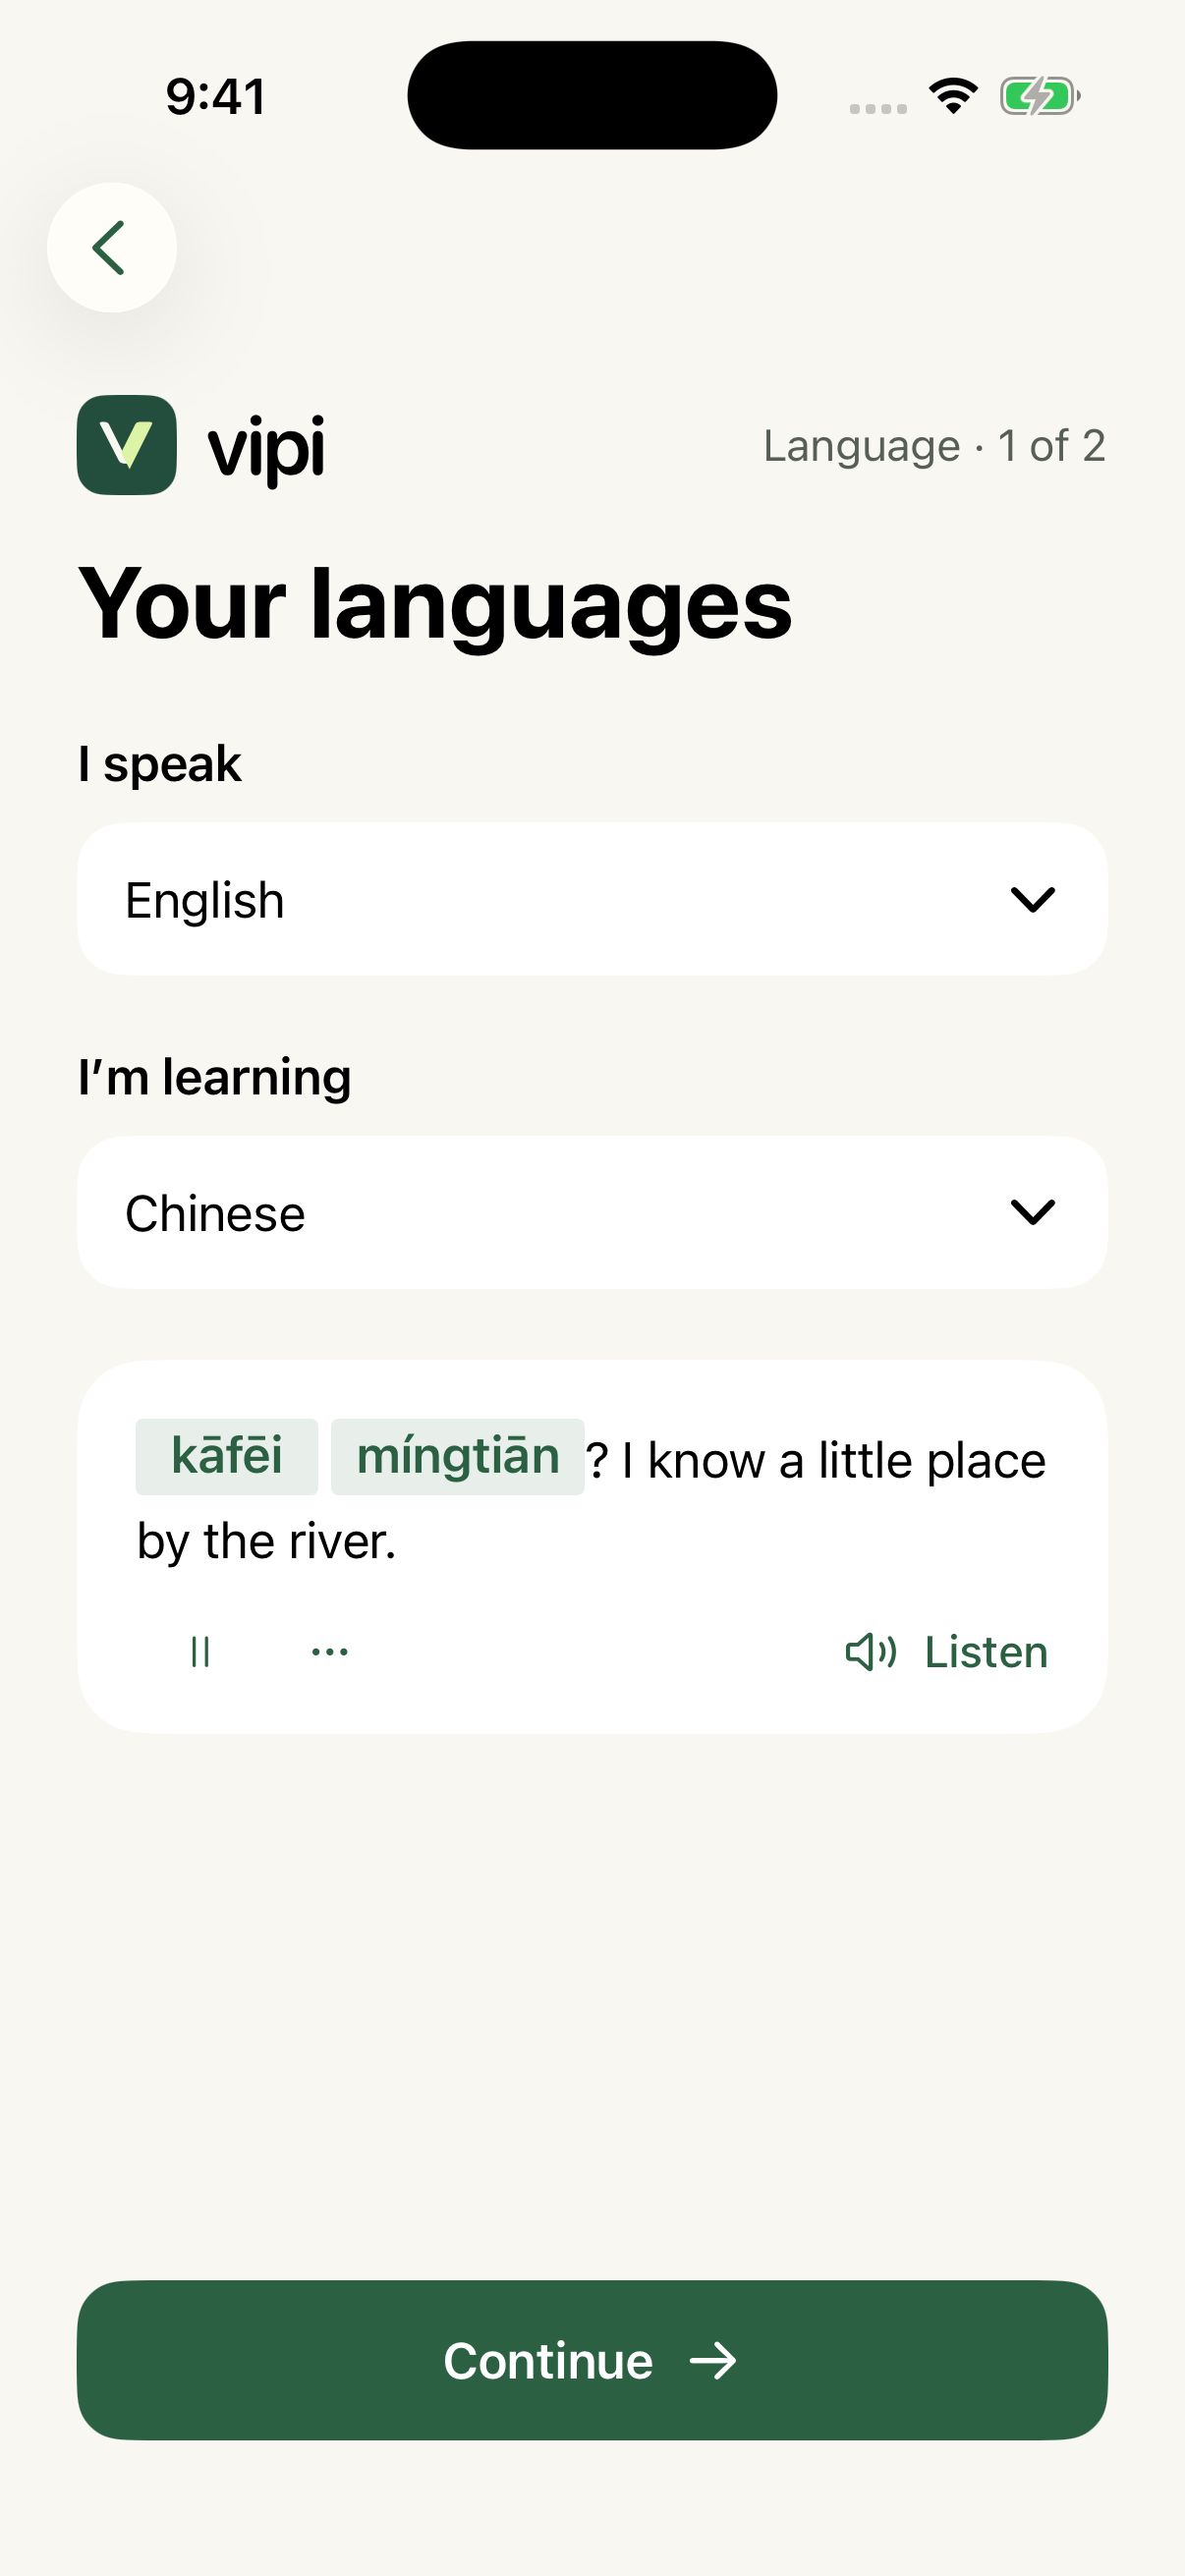 9:41
vipi
Language · 1 of 2
Your languages
I speak
English
I’m learning
Chinese
kāfēi míngtiān? I know a little place
by the river.
Listen
Continue →